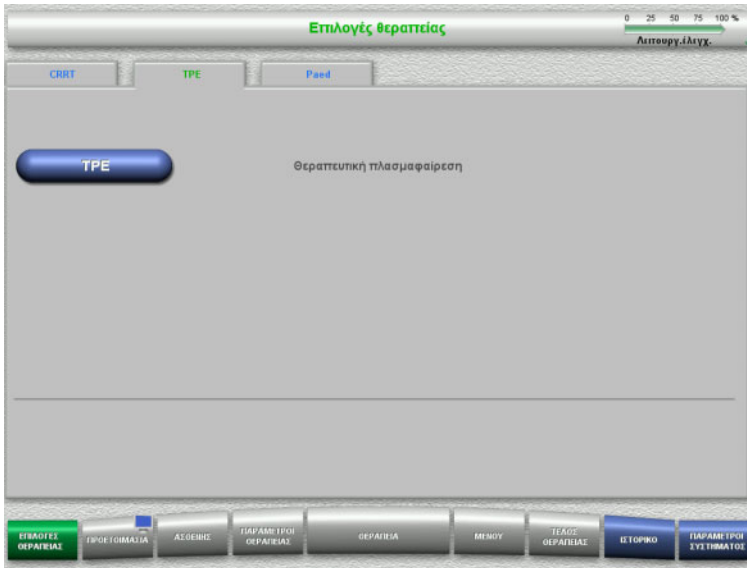 Επιλογές θεραπείας
0 25 50 75 100 %
Λειτουργ.έλεγχ.
CRRT TPE Paed
TPE Θεραπευτική πλασμαφαίρεση
ΕΠΙΛΟΓΕΣ ΘΕΡΑΠΕΙΑΣ
ΠΡΟΕΤΟΙΜΑΣΙΑ
ΑΣΘΕΝΗΣ
ΠΑΡΑΜΕΤΡΟΙ ΘΕΡΑΠΕΙΑΣ
ΘΕΡΑΠΕΙΑ
ΜΕΝΟΥ
ΤΕΛΟΣ ΘΕΡΑΠΕΙΑΣ
ΙΣΤΟΡΙΚΟ
ΠΑΡΑΜΕΤΡΟΙ ΣΥΣΤΗΜΑΤΟΣ